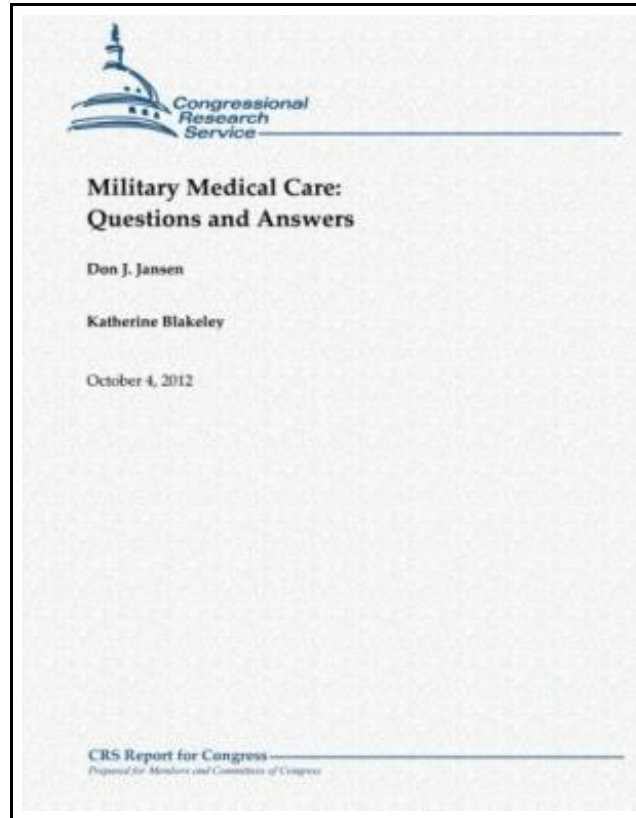 Congressional
Research
Service
Military Medical Care:
Questions and Answers
Don J. Jansen
Katherine Blakeley
October 4, 2012
CRS Report for Congress
Prepared for Members and Committees of Congress